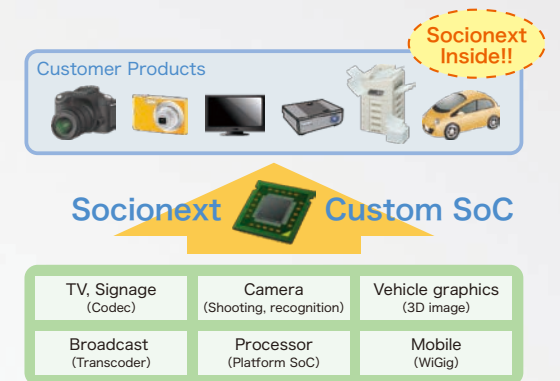 Socionext
Inside!!
Customer Products
Socionext Custom SoC
TV, Signage
(Codec)
Camera
(Shooting, recognition)
Vehicle graphics
(3D image)
Broadcast
(Transcoder)
Processor
(Platform SoC)
Mobile
(WiGig)